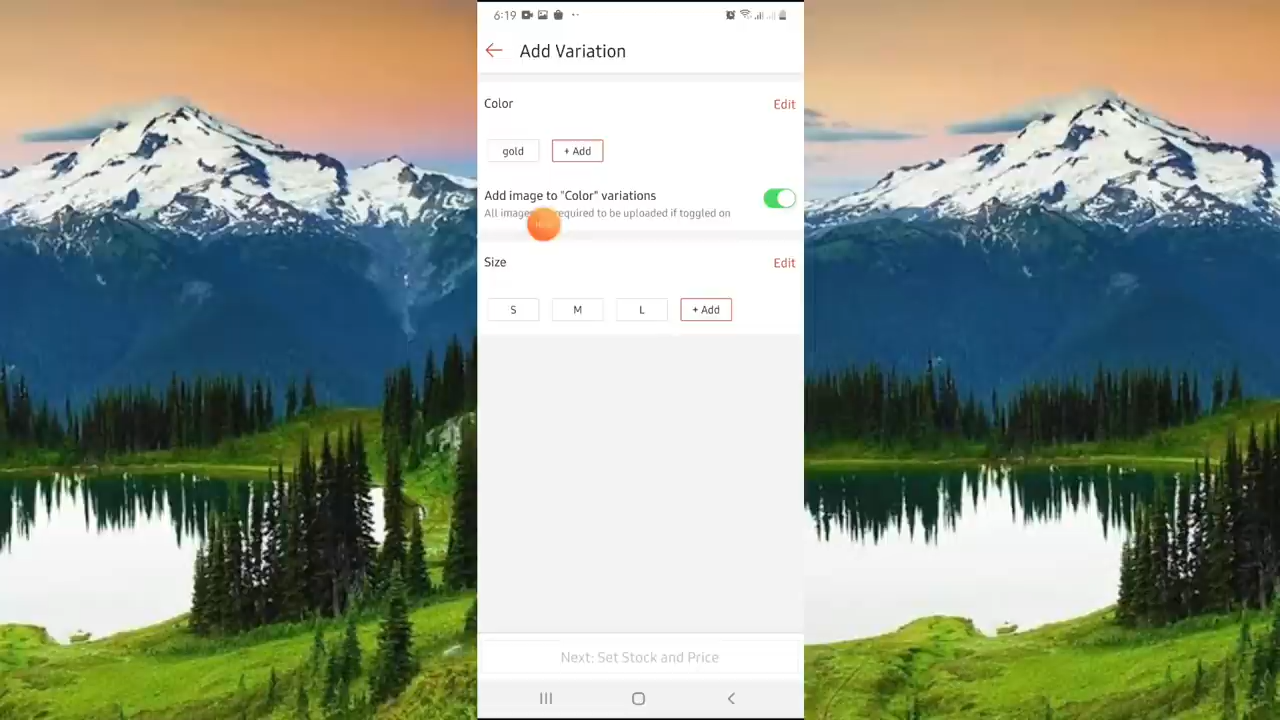 6:19
Add Variation
Color Edit
gold + Add
Add image to "Color" variations
All image required to be uploaded if toggled on
Size Edit
S M L + Add
Next: Set Stock and Price